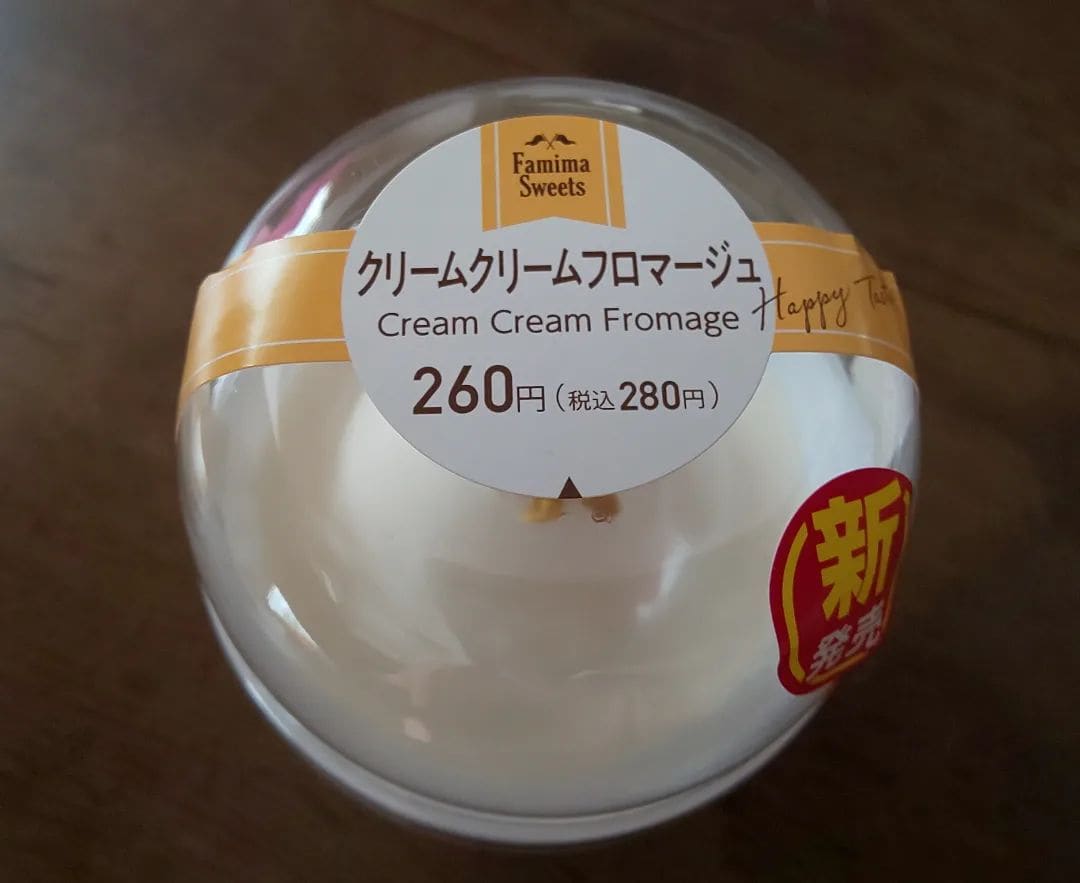 Famima
Sweets
クリームクリームフロマージュ
Cream Cream Fromage
260円(税込280円)
Happy
新
発売